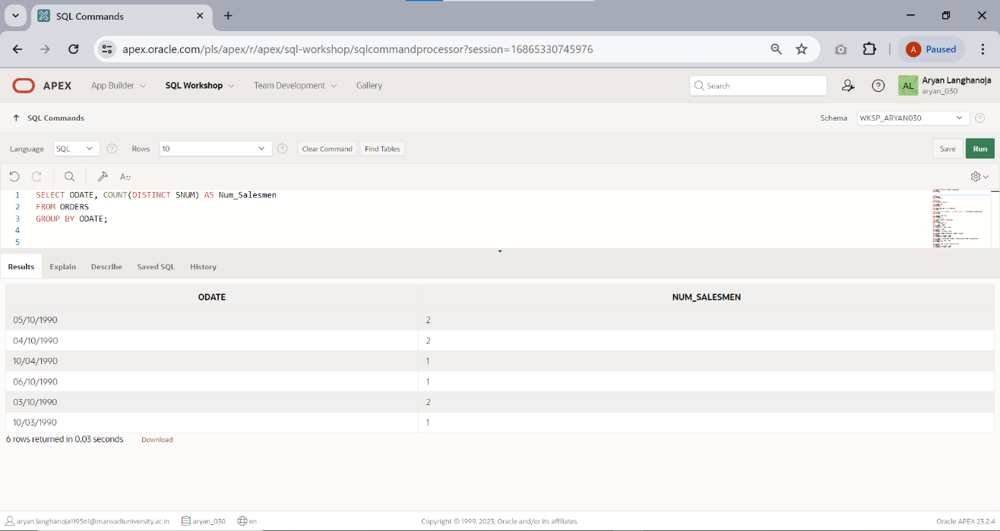 SQL Commands
apex.oracle.com/pls/apex/r/apex/sql-workshop/sqlcommandprocessor?session=16865330745976
A Paused
APEX App Builder SQL Workshop Team Development Gallery Search AL Aryan Langhanoja
aryan_030
SQL Commands Schema WKSP_ARYAN030
Language SQL Rows 10 Clear Command Find Tables Save Run
1 SELECT ODATE, COUNT(DISTINCT SNUM) AS Num_Salesmen
2 FROM ORDERS
3 GROUP BY ODATE;
4
5
Results Explain Describe Saved SQL History
ODATE NUM_SALESMEN
05/10/1990 2
04/10/1990 2
10/04/1990 1
06/10/1990 1
03/10/1990 2
10/03/1990 1
6 rows returned in 0.03 seconds Download
aryan.langhanoja119561@marwadiuniversity.ac.in aryan_030 en Copyright © 1999, 2023, Oracle and/or its affiliates. Oracle APEX 23.2.4